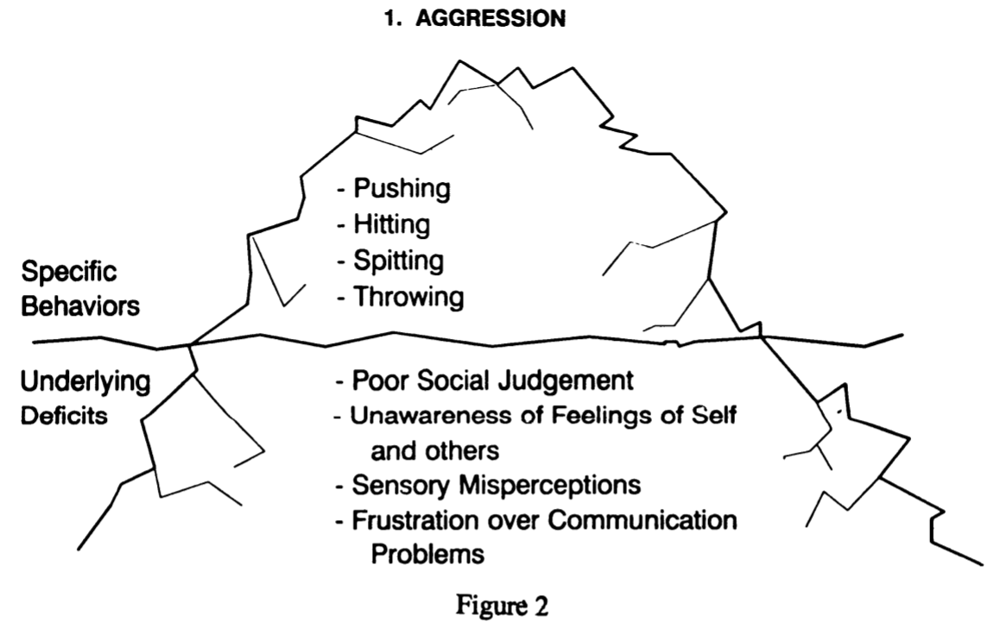 1. AGGRESSION
- Pushing
- Hitting
- Spitting
- Throwing
Specific
Behaviors
Underlying
Deficits
- Poor Social Judgement
- Unawareness of Feelings of Self
and others
- Sensory Misperceptions
- Frustration over Communication
Problems
Figure 2